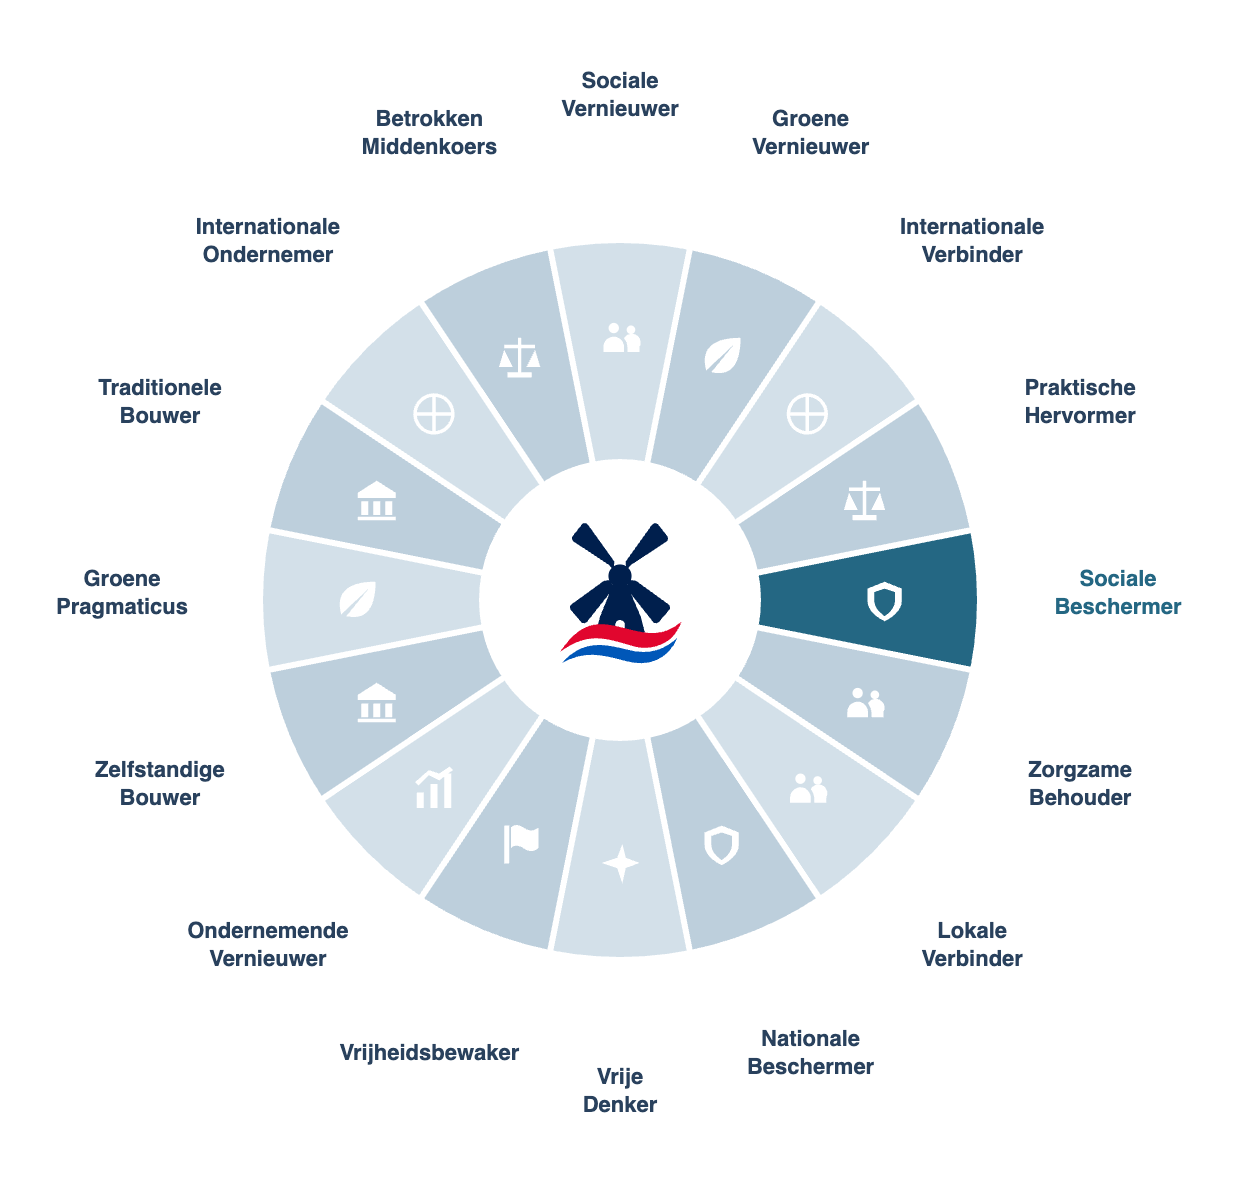 Sociale
Vernieuwer
Groene
Vernieuwer
Internationale
Verbinder
Praktische
Hervormer
Sociale
Beschermer
Zorgzame
Behouder
Lokale
Verbinder
Nationale
Beschermer
Vrije
Denker
Vrijheidsbewaker
Ondernemende
Vernieuwer
Zelfstandige
Bouwer
Groene
Pragmaticus
Traditionele
Bouwer
Internationale
Ondernemer
Betrokken
Middenkoers